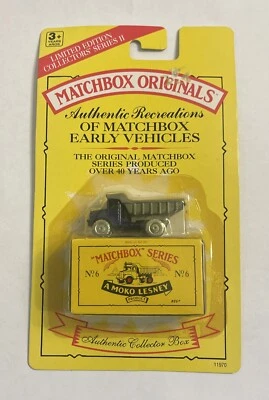 3+
LIMITED EDITION
COLLECTORS' SERIES II
MATCHBOX ORIGINALS
Authentic Recreations
OF MATCHBOX
EARLY VEHICLES
THE ORIGINAL MATCHBOX
SERIES PRODUCED
OVER 40 YEARS AGO
"MATCHBOX" SERIES
Nº6
Nº6
A MOKO LESNEY
Authentic Collector Box
11970